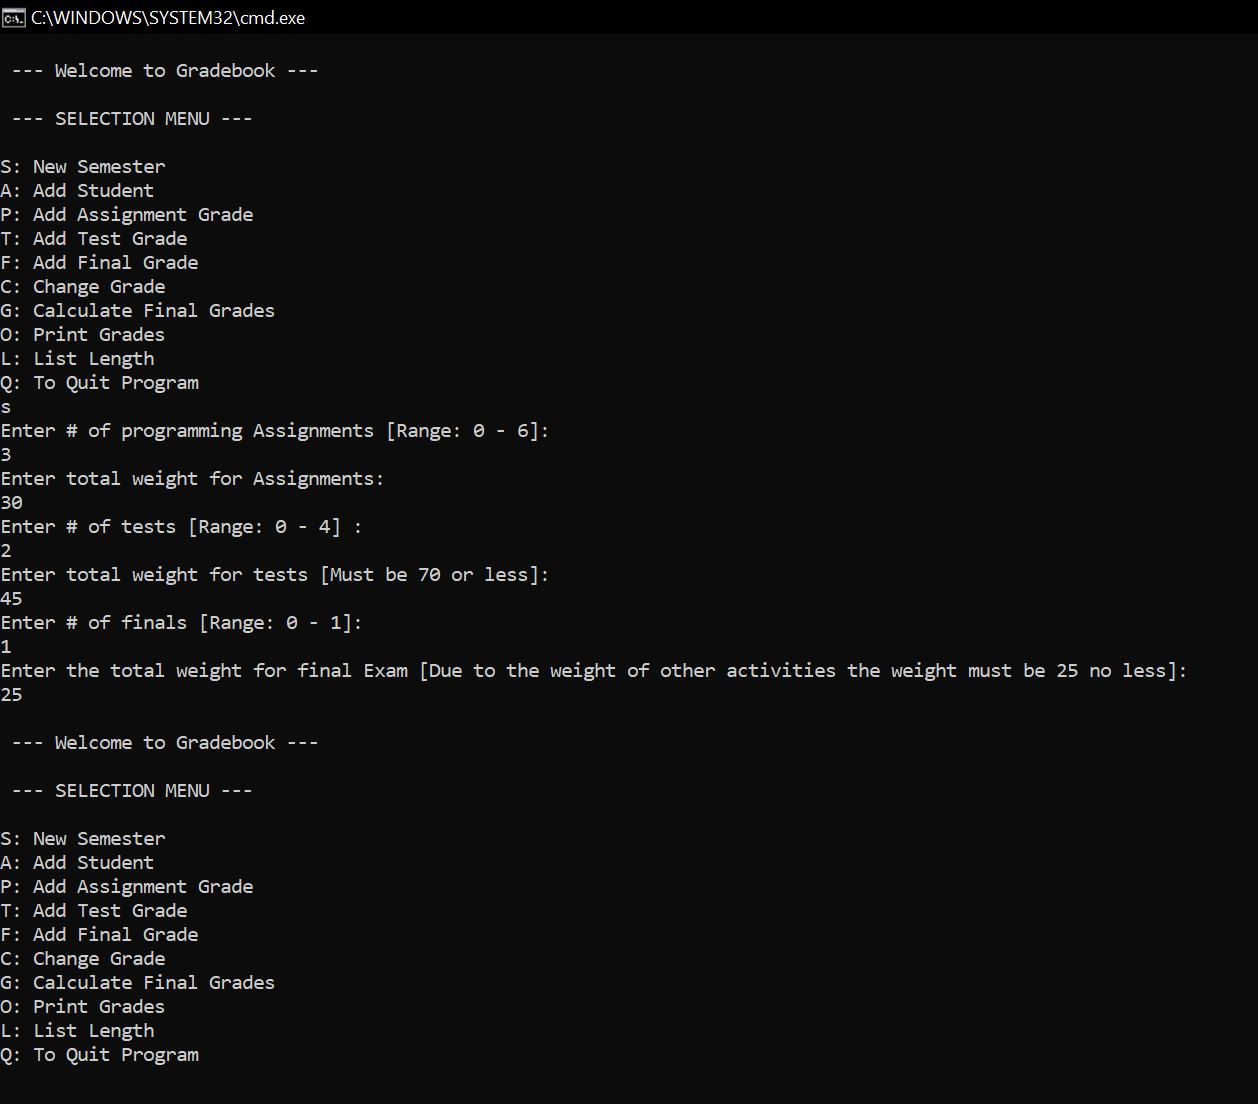 C:\WINDOWS\SYSTEM32\cmd.exe
--- Welcome to Gradebook ---
--- SELECTION MENU ---
S: New Semester
A: Add Student
P: Add Assignment Grade
T: Add Test Grade
F: Add Final Grade
C: Change Grade
G: Calculate Final Grades
O: Print Grades
L: List Length
Q: To Quit Program
s
Enter # of programming Assignments [Range: 0 - 6]:
3
Enter total weight for Assignments:
30
Enter # of tests [Range: 0 - 4] :
2
Enter total weight for tests [Must be 70 or less]:
45
Enter # of finals [Range: 0 - 1]:
1
Enter the total weight for final Exam [Due to the weight of other activities the weight must be 25 no less]:
25
--- Welcome to Gradebook ---
--- SELECTION MENU ---
S: New Semester
A: Add Student
P: Add Assignment Grade
T: Add Test Grade
F: Add Final Grade
C: Change Grade
G: Calculate Final Grades
O: Print Grades
L: List Length
Q: To Quit Program